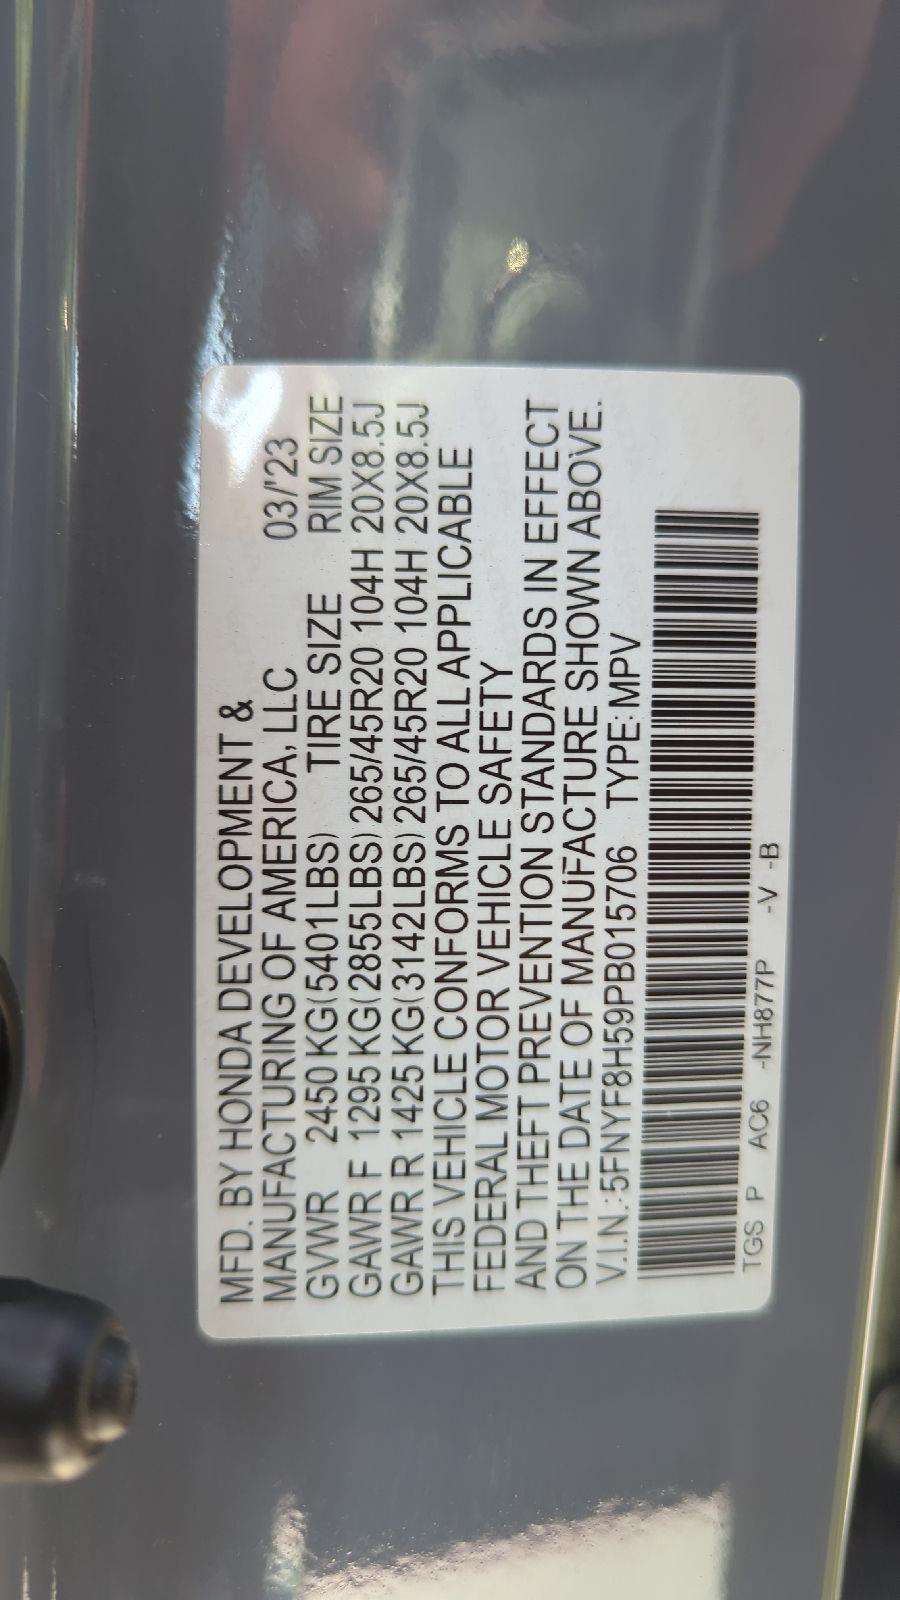 MFD. BY HONDA DEVELOPMENT &
MANUFACTURING OF AMERICA, LLC 03/'23
GVWR 2450 KG(5401LBS) TIRE SIZE RIM SIZE
GAWR F 1295 KG(2855LBS) 265/45R20 104H 20X8.5J
GAWR R 1425 KG(3142LBS) 265/45R20 104H 20X8.5J
THIS VEHICLE CONFORMS TO ALL APPLICABLE
FEDERAL MOTOR VEHICLE SAFETY
AND THEFT PREVENTION STANDARDS IN EFFECT
ON THE DATE OF MANUFACTURE SHOWN ABOVE.
V.I.N.:5FNYF8H59PB015706 TYPE:MPV
TGS P AC6 -NH877P -V -B